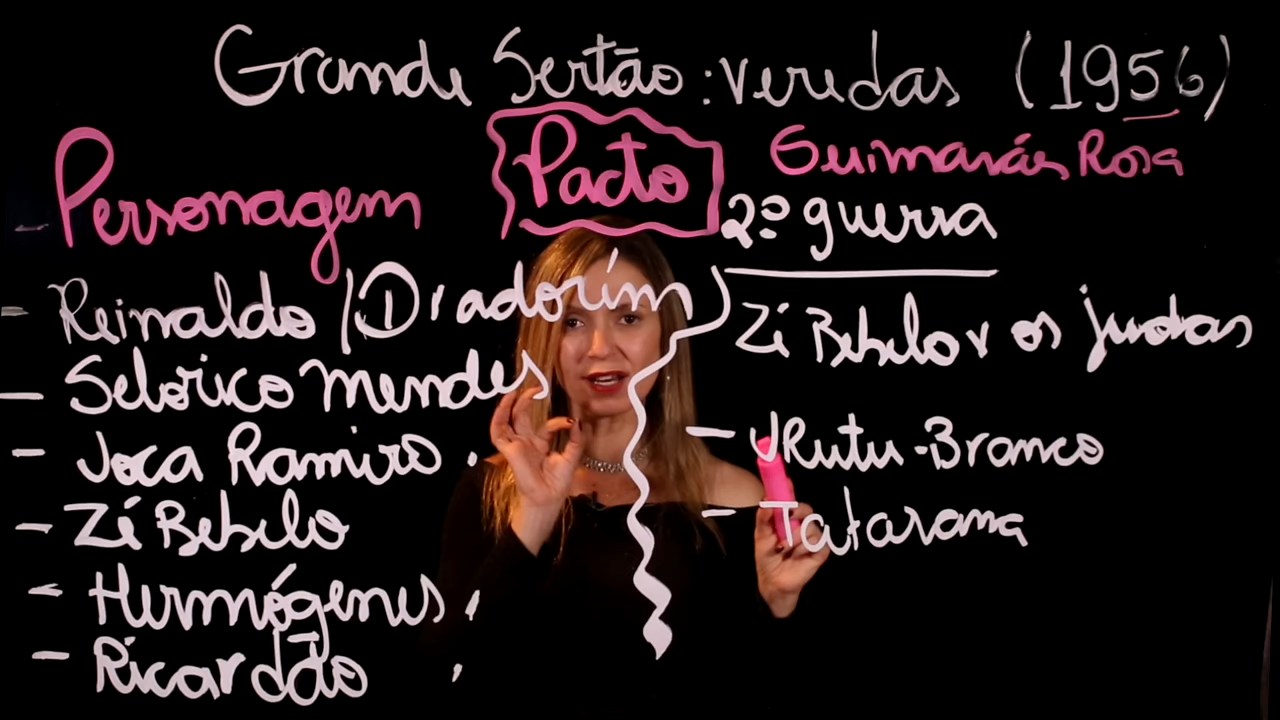 Grande Sertão: veredas (1956)
Pacto
Guimarães Rosa
Personagem
- Reinaldo / Diadorim
- Selorico Mendes
- Joca Ramiro
- Zé Bebelo
- Hermógenes
- Ricardão
2ª guerra
Zé Bebelo v os judas
- URutu-Branco
- Tatarana